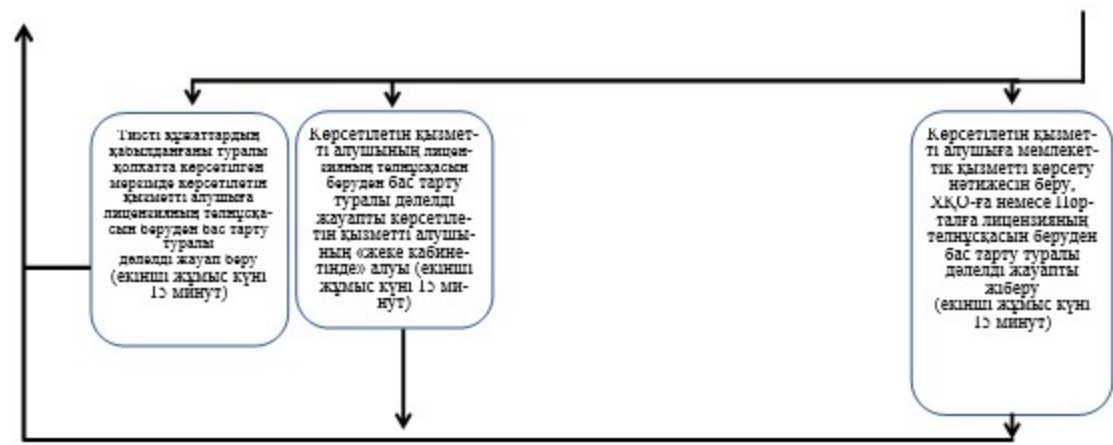 Тиісті құжаттардың
қабылданғаны туралы
қолхатта көрсетілген
мерзімде көрсетілетін
қызметті алушыға
лицензияның телнұсқа-
сын беруден бас тарту
туралы
дәлелді жауап беру
(екінші жұмыс күні
15 минут)
Көрсетілетін қызмет-
ті алушының лицен-
зияның телнұсқасын
беруден бас тарту
туралы дәлелді
жауапты көрсетіле-
тін қызметті алушы-
ның «жеке кабине-
тінде» алуы (екінші
жұмыс күні 15 ми-
нут)
Көрсетілетін қызмет-
ті алушыға мемлекет-
тік қызметті көрсету
нәтижесін беру,
ХҚО-ға немесе Пор-
талға лицензияның
телнұсқасын беруден
бас тарту туралы
дәлелді жауапты
жіберу
(екінші жұмыс күні
15 минут)